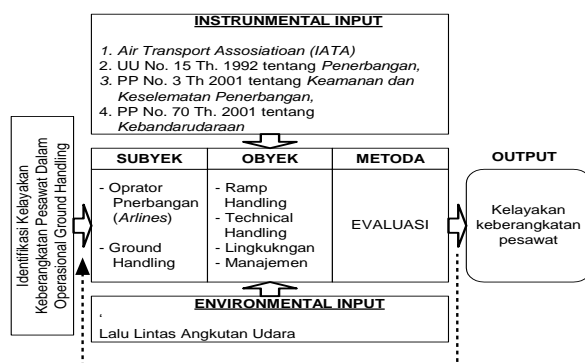 INSTRUNMENTAL INPUT
1. Air Transport Assosiatioan (IATA)
2. UU No. 15 Th. 1992 tentang Penerbangan,
3. PP No. 3 Th 2001 tentang Keamanan dan
Keselematan Penerbangan,
4. PP No. 70 Th. 2001 tentang
Kebandarudaraan
Identifikasi Kelayakan
Keberangkatan Pesawat Dalam
Operasional Ground Handling
SUBYEK
- Oprator
Pnerbangan
(Arlines)
- Ground
Handling
OBYEK
- Ramp
Handling
- Technical
Handling
- Lingkukngan
- Manajemen
METODA
EVALUASI
OUTPUT
Kelayakan
keberangkatan
pesawat
ENVIRONMENTAL INPUT
Lalu Lintas Angkutan Udara